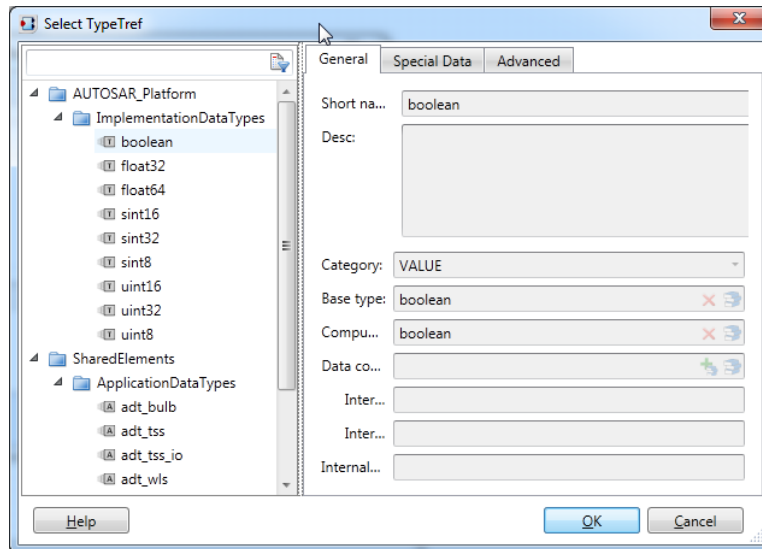 Select TypeTref
AUTOSAR_Platform
ImplementationDataTypes
boolean
float32
float64
sint16
sint32
sint8
uint16
uint32
uint8
SharedElements
ApplicationDataTypes
adt_bulb
adt_tss
adt_tss_io
adt_wls
General Special Data Advanced
Short na... boolean
Desc:
Category: VALUE
Base type: boolean
Compu... boolean
Data co...
Inter...
Inter...
Internal...
Help OK Cancel